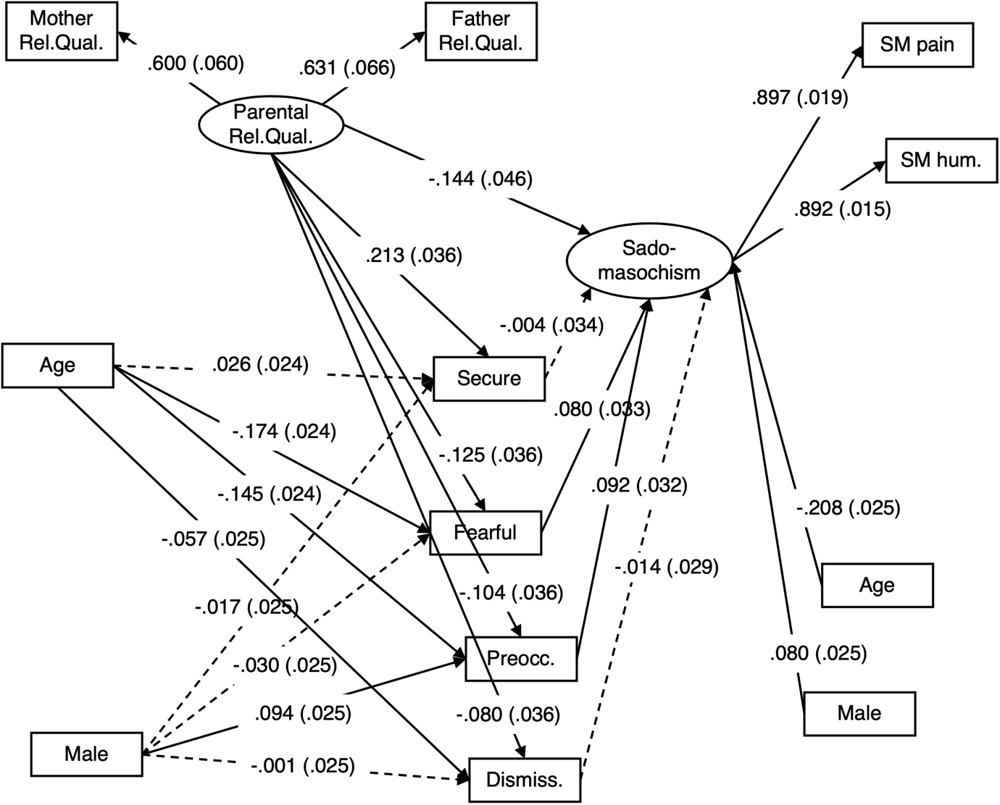 Mother
Rel.Qual.
Father
Rel.Qual.
SM pain
.600 (.060)
.631 (.066)
.897 (.019)
Parental
Rel.Qual.
SM hum.
-.144 (.046)
.892 (.015)
.213 (.036)
Sado-
masochism
-.004 (.034)
Age
.026 (.024)
Secure
.080 (.033)
-.174 (.024)
-.125 (.036)
.092 (.032)
-.145 (.024)
-.208 (.025)
-.057 (.025)
Fearful
-.014 (.029)
Age
-.017 (.025)
-.104 (.036)
-.030 (.025)
Preocc.
.080 (.025)
.094 (.025)
-.080 (.036)
Male
Male
-.001 (.025)
Dismiss.